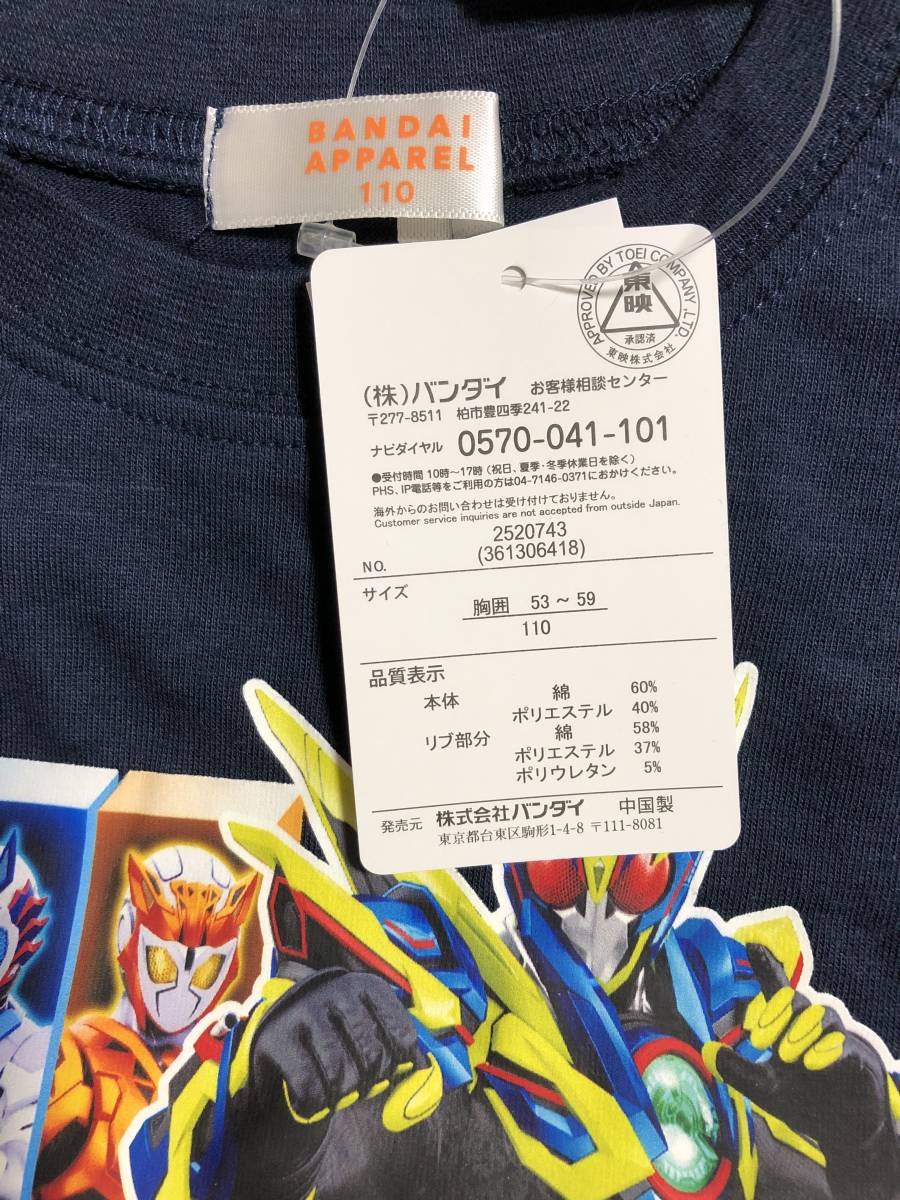 BANDAI
APPAREL
110
APPROVED BY TOEI COMPANY, LTD.
東映
承認済
東映株式会社
(株)バンダイ お客様相談センター
〒277-8511 柏市豊四季241-22
ナビダイヤル 0570-041-101
●受付時間 10時~17時(祝日、夏季・冬季休業日を除く)
PHS、IP電話等をご利用の方は04-7146-0371におかけください。
海外からのお問い合わせは受け付けておりません。
Customer service inquiries are not accepted from outside Japan.
2520743
NO. (361306418)
サイズ
胸囲 53 ~ 59
110
品質表示
本体 綿 60%
ポリエステル 40%
リブ部分 綿 58%
ポリエステル 37%
ポリウレタン 5%
発売元 株式会社バンダイ 中国製
東京都台東区駒形1-4-8 〒111-8081